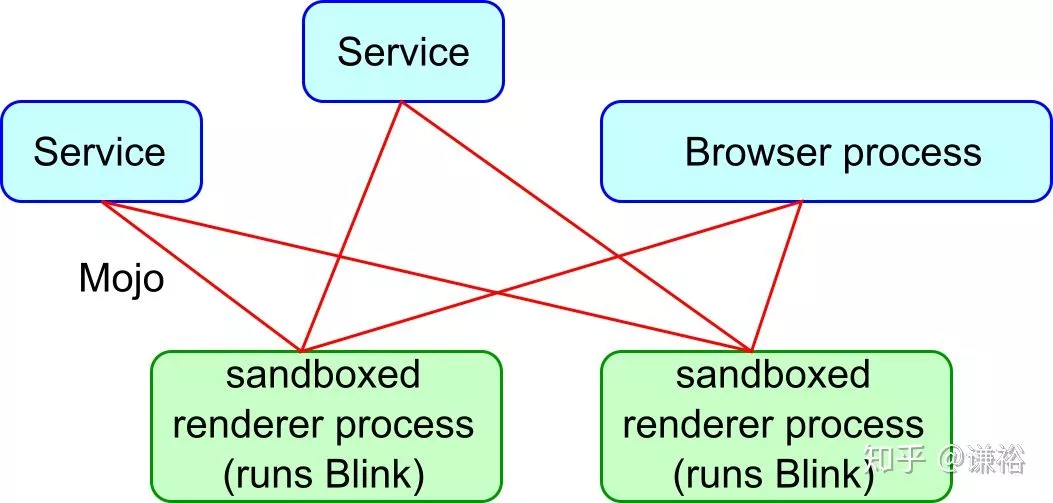 Service
Service
Browser process
Mojo
sandboxed
renderer process
(runs Blink)
sandboxed
renderer process
(runs Blink)
知乎 @谦裕